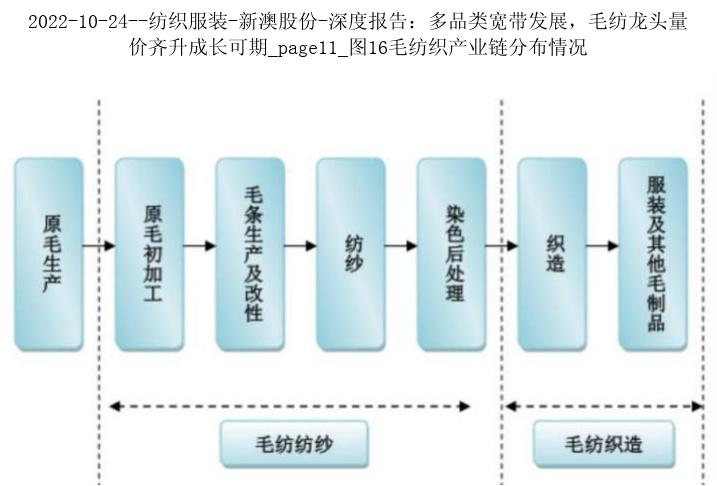 2022-10-24--纺织服装-新澳股份-深度报告：多品类宽带发展，毛纺龙头量
价齐升成长可期_page11_图16毛纺织产业链分布情况
原毛生产
原毛初加工
毛条生产及改性
纺纱
染色后处理
织造
服装及其他毛制品
毛纺纺纱
毛纺织造